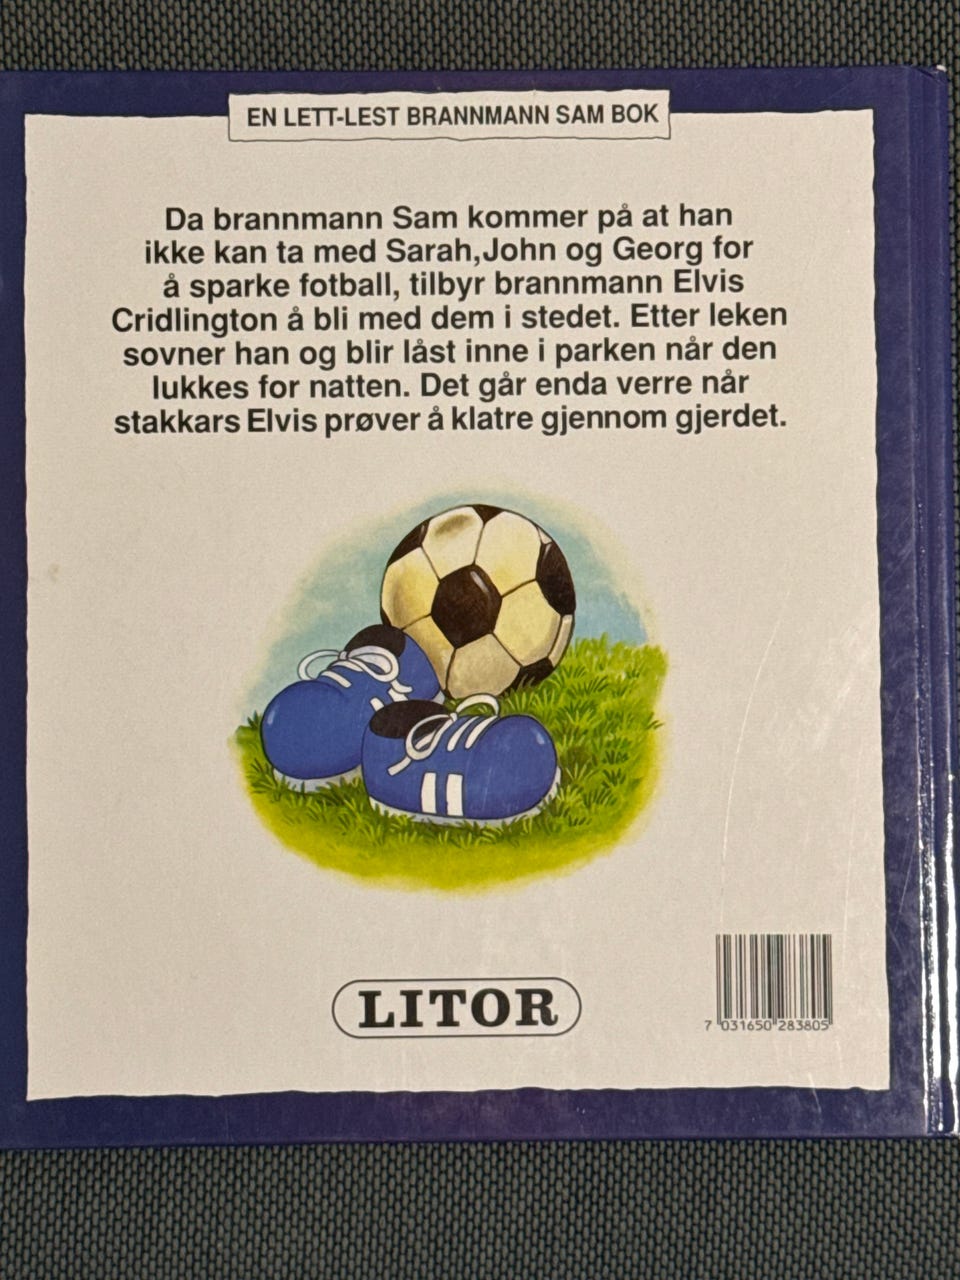 EN LETT-LEST BRANNMANN SAM BOK
Da brannmann Sam kommer på at han
ikke kan ta med Sarah,John og Georg for
å sparke fotball, tilbyr brannmann Elvis
Cridlington å bli med dem i stedet. Etter leken
sovner han og blir låst inne i parken når den
lukkes for natten. Det går enda verre når
stakkars Elvis prøver å klatre gjennom gjerdet.
LITOR
7 031650 283805